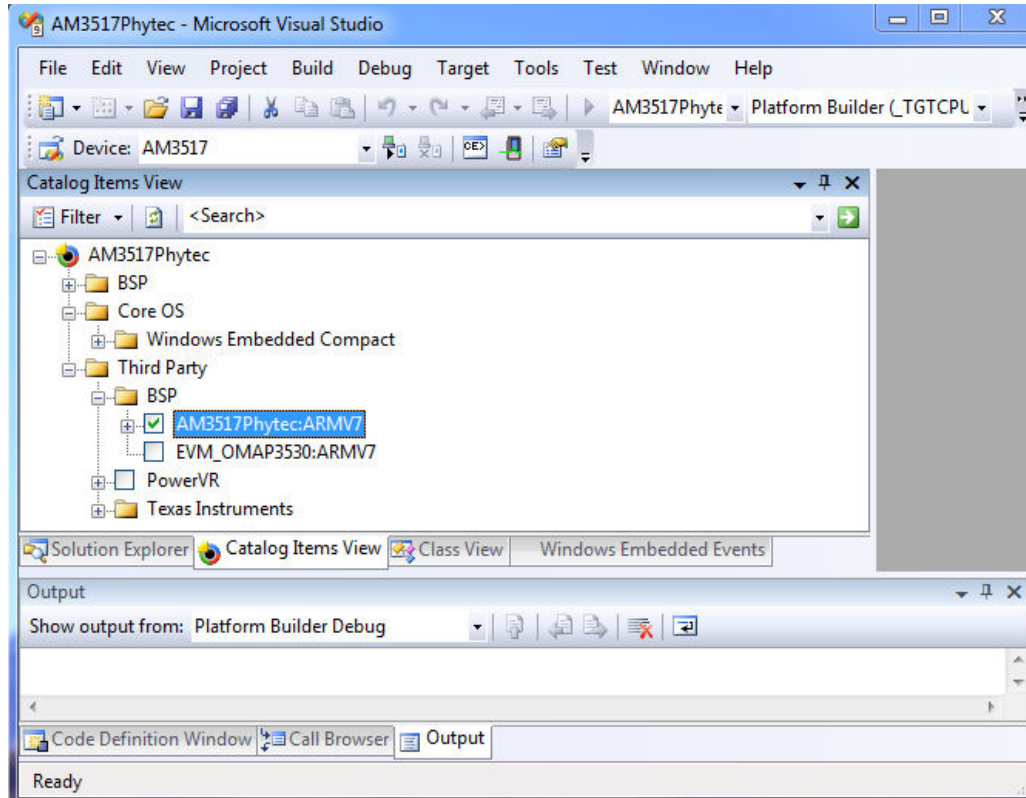 AM3517Phytec - Microsoft Visual Studio
File Edit View Project Build Debug Target Tools Test Window Help
AM3517Phyte Platform Builder (_TGTCPU
Device: AM3517
CE>
Catalog Items View
Filter <Search>
AM3517Phytec
BSP
Core OS
Windows Embedded Compact
Third Party
BSP
AM3517Phytec:ARMV7
EVM_OMAP3530:ARMV7
PowerVR
Texas Instruments
Solution Explorer Catalog Items View Class View Windows Embedded Events
Output
Show output from: Platform Builder Debug
Code Definition Window Call Browser Output
Ready